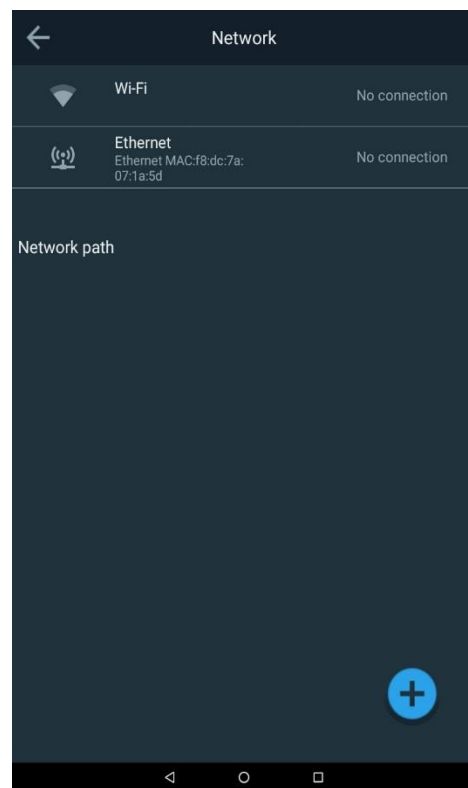 Network
Wi-Fi
No connection
Ethernet
Ethernet MAC:f8:dc:7a:
07:1a:5d
No connection
Network path